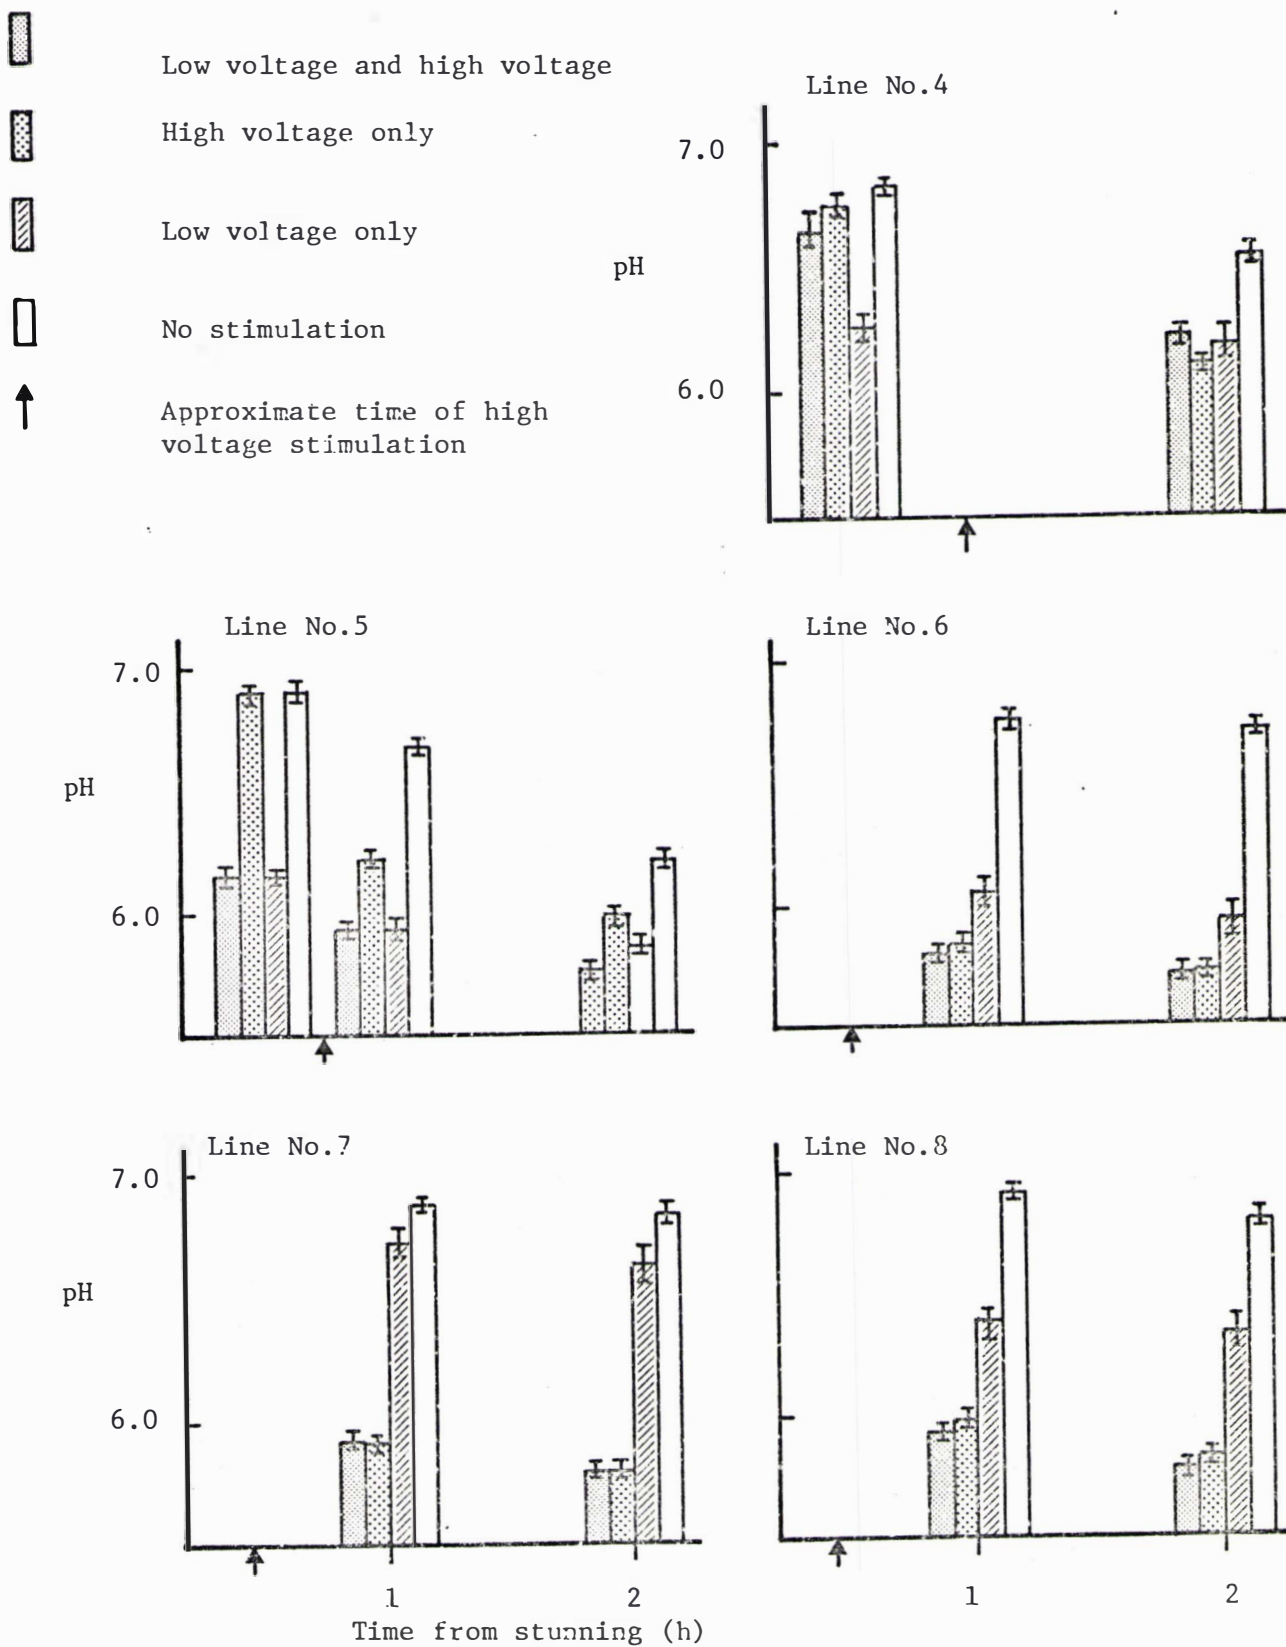 Low voltage and high voltage
High voltage only
Low voltage only
No stimulation
Approximate time of high
voltage stimulation
Line No.4
7.0
pH
6.0
Line No.5
7.0
pH
6.0
Line No.6
Line No.7
7.0
pH
6.0
1
2
Time from stunning (h)
Line No.8
1
2